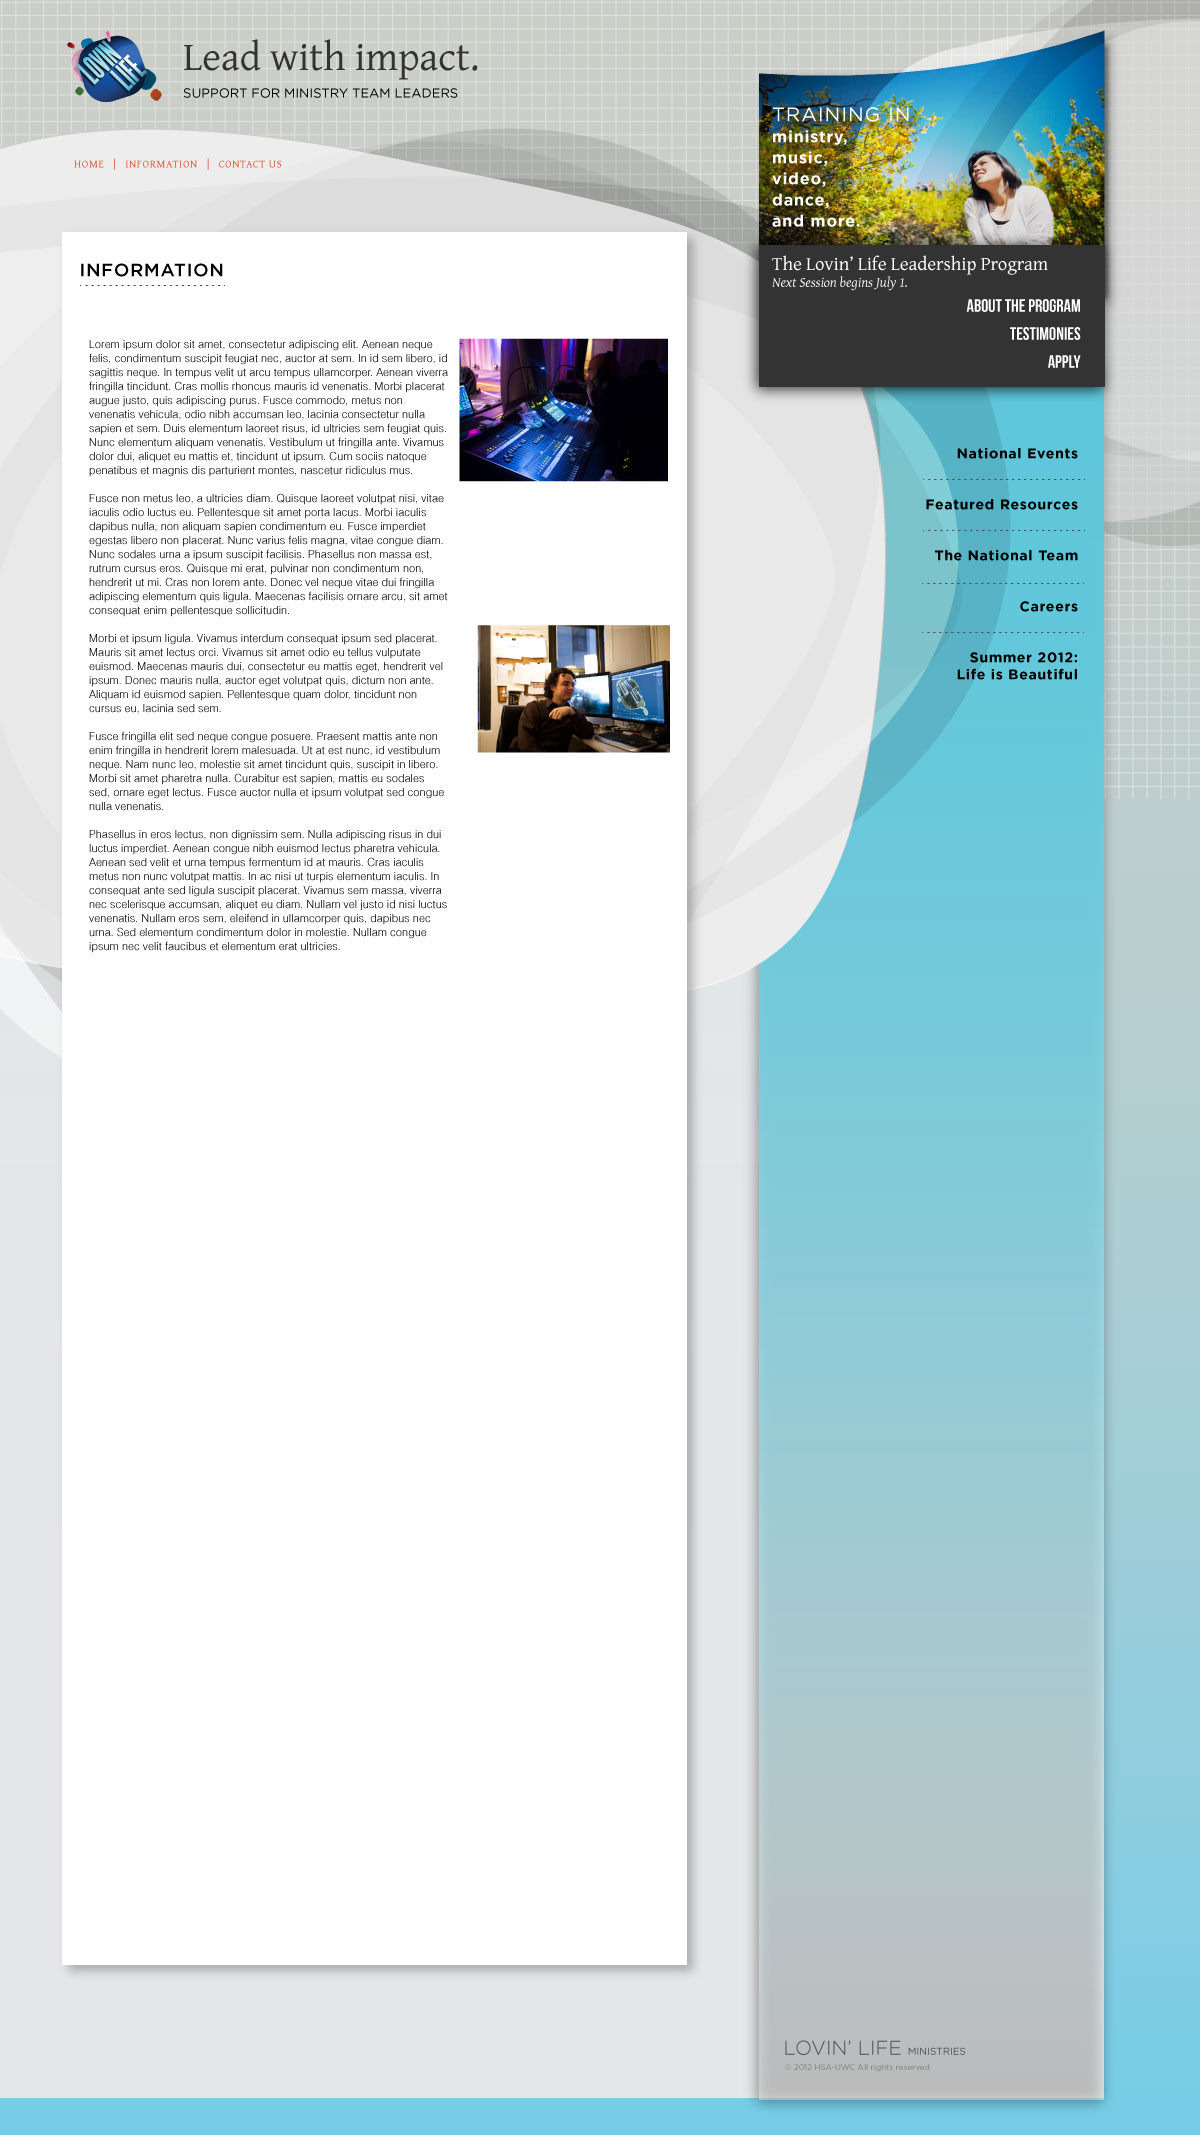 LOVIN
LIFE
Lead with impact.
SUPPORT FOR MINISTRY TEAM LEADERS
HOME | INFORMATION | CONTACT US
TRAINING IN
ministry,
music,
video,
dance,
and more.
The Lovin’ Life Leadership Program
Next Session begins July 1.
ABOUT THE PROGRAM
TESTIMONIES
APPLY
INFORMATION
Lorem ipsum dolor sit amet, consectetur adipiscing elit. Aenean neque
felis, condimentum suscipit feugiat nec, auctor at sem. In id sem libero, id
sagittis neque. In tempus velit ut arcu tempus ullamcorper. Aenean viverra
fringilla tincidunt. Cras mollis rhoncus mauris id venenatis. Morbi placerat
augue justo, quis adipiscing purus. Fusce commodo, metus non
venenatis vehicula, odio nibh accumsan leo, lacinia consectetur nulla
sapien et sem. Duis elementum laoreet risus, id ultricies sem feugiat quis.
Nunc elementum aliquam venenatis. Vestibulum ut fringilla ante. Vivamus
dolor dui, aliquet eu mattis et, tincidunt ut ipsum. Cum sociis natoque
penatibus et magnis dis parturient montes, nascetur ridiculus mus.
Fusce non metus leo, a ultricies diam. Quisque laoreet volutpat nisi, vitae
iaculis odio luctus eu. Pellentesque sit amet porta lacus. Morbi iaculis
dapibus nulla, non aliquam sapien condimentum eu. Fusce imperdiet
egestas libero non placerat. Nunc varius felis magna, vitae congue diam.
Nunc sodales urna a ipsum suscipit facilisis. Phasellus non massa est,
rutrum cursus eros. Quisque mi erat, pulvinar non condimentum non,
hendrerit ut mi. Cras non lorem ante. Donec vel neque vitae dui fringilla
adipiscing elementum quis ligula. Maecenas facilisis ornare arcu, sit amet
consequat enim pellentesque sollicitudin.
Morbi et ipsum ligula. Vivamus interdum consequat ipsum sed placerat.
Mauris sit amet lectus orci. Vivamus sit amet odio eu tellus vulputate
euismod. Maecenas mauris dui, consectetur eu mattis eget, hendrerit vel
ipsum. Donec mauris nulla, auctor eget volutpat quis, dictum non ante.
Aliquam id euismod sapien. Pellentesque quam dolor, tincidunt non
cursus eu, lacinia sed sem.
Fusce fringilla elit sed neque congue posuere. Praesent mattis ante non
enim fringilla in hendrerit lorem malesuada. Ut at est nunc, id vestibulum
neque. Nam nunc leo, molestie sit amet tincidunt quis, suscipit in libero.
Morbi sit amet pharetra nulla. Curabitur est sapien, mattis eu sodales
sed, ornare eget lectus. Fusce auctor nulla et ipsum volutpat sed congue
nulla venenatis.
Phasellus in eros lectus, non dignissim sem. Nulla adipiscing risus in dui
luctus imperdiet. Aenean congue nibh euismod lectus pharetra vehicula.
Aenean sed velit et urna tempus fermentum id at mauris. Cras iaculis
metus non nunc volutpat mattis. In ac nisi ut turpis elementum iaculis. In
consequat ante sed ligula suscipit placerat. Vivamus sem massa, viverra
nec scelerisque accumsan, aliquet eu diam. Nullam vel justo id nisi luctus
venenatis. Nullam eros sem, eleifend in ullamcorper quis, dapibus nec
urna. Sed elementum condimentum dolor in molestie. Nullam congue
ipsum nec velit faucibus et elementum erat ultricies.
National Events
Featured Resources
The National Team
Careers
Summer 2012:
Life is Beautiful
LOVIN’ LIFE MINISTRIES
© 2012 HSA-UWC All rights reserved